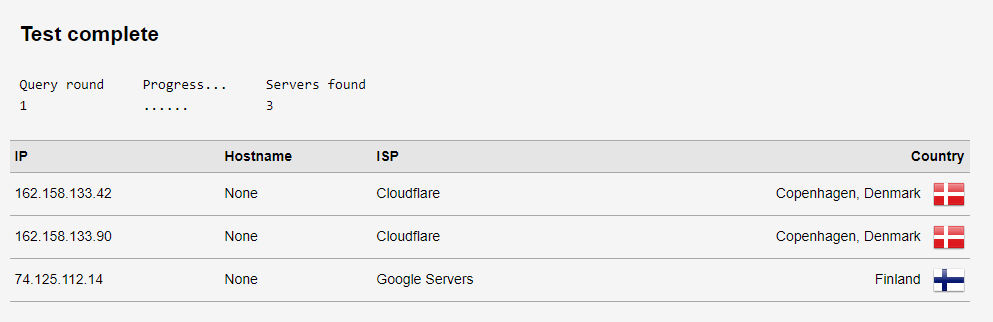 Test complete
Query round Progress... Servers found
1 ...... 3
IP Hostname ISP Country
162.158.133.42 None Cloudflare Copenhagen, Denmark
162.158.133.90 None Cloudflare Copenhagen, Denmark
74.125.112.14 None Google Servers Finland